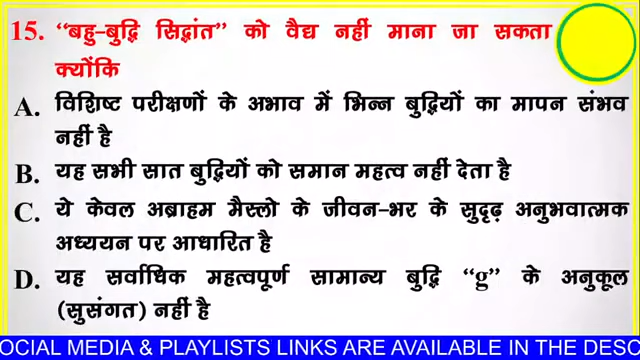 15. “बहु-बुद्धि सिद्धांत” को वैद्य नहीं माना जा सकता
क्योंकि
A. विशिष्ट परीक्षणों के अभाव में भिन्न बुद्धियों का मापन संभव
नहीं है
B. यह सभी सात बुद्धियों को समान महत्व नहीं देता है
C. ये केवल अब्राहम मैस्लो के जीवन-भर के सुदृढ़ अनुभवात्मक
अध्ययन पर आधारित है
D. यह सर्वाधिक महत्वपूर्ण सामान्य बुद्धि “g” के अनुकूल
(सुसंगत) नहीं है
OCIAL MEDIA & PLAYLISTS LINKS ARE AVAILABLE IN THE DESC